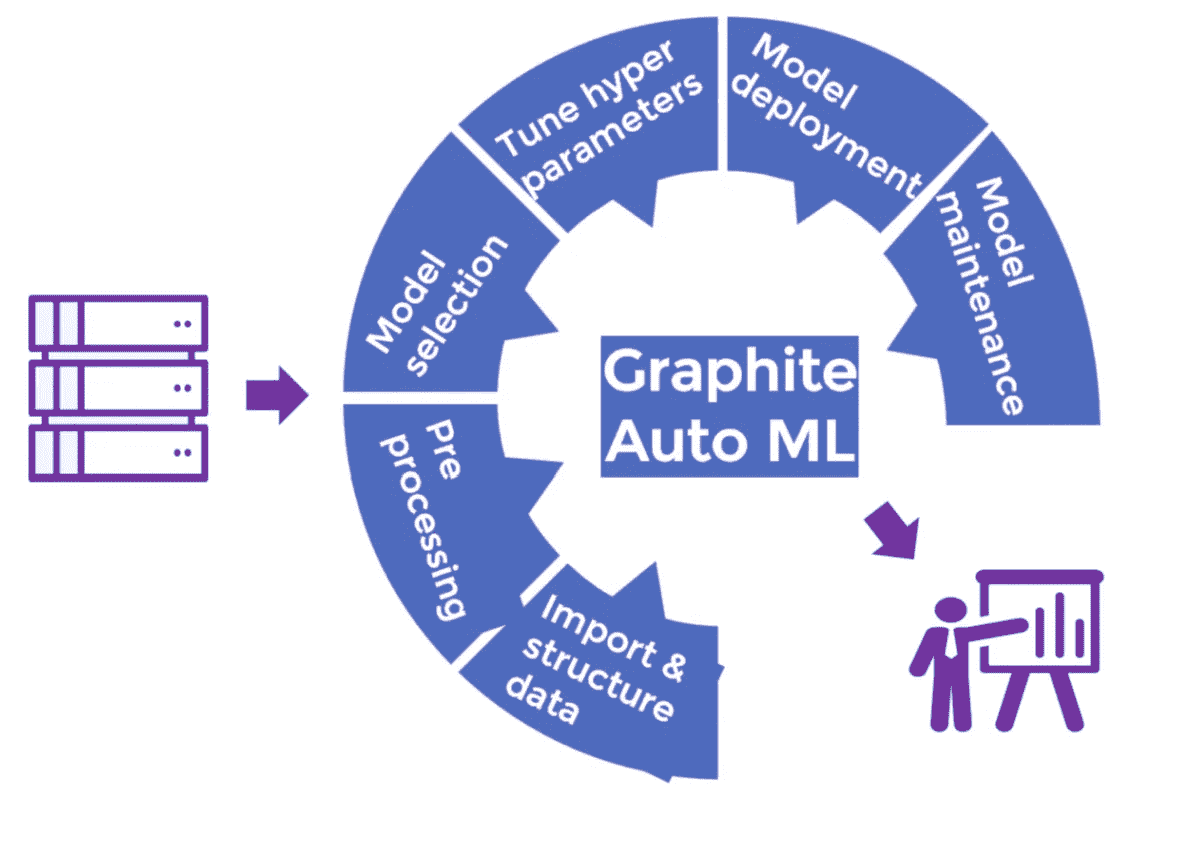 Tune hyper
parameters
Model
deployment
Model
maintenance
Model
selection
Graphite
Auto ML
Pre
processing
Import &
structure
data